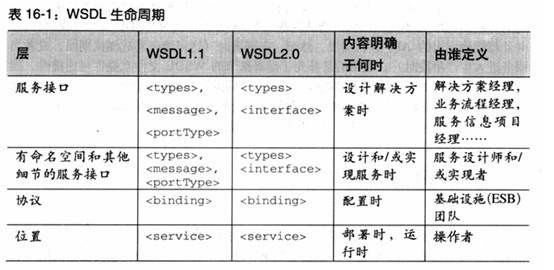 表 16-1：WSDL 生命周期
层 WSDL1.1 WSDL2.0 内容明确于何时 由谁定义
服务接口 <types>, <message>, <portType> <types> <interface> 设计解决方案时 解决方案经理，业务流程经理，服务信息项目经理……
有命名空间和其他细节的服务接口 <types>, <message>, <portType> <types> <interface> 设计和/或实现服务时 服务设计师和/或实现者
协议 <binding> <binding> 配置时 基础设施(ESB)团队
位置 <service> <service> 部署时，运行时 操作者